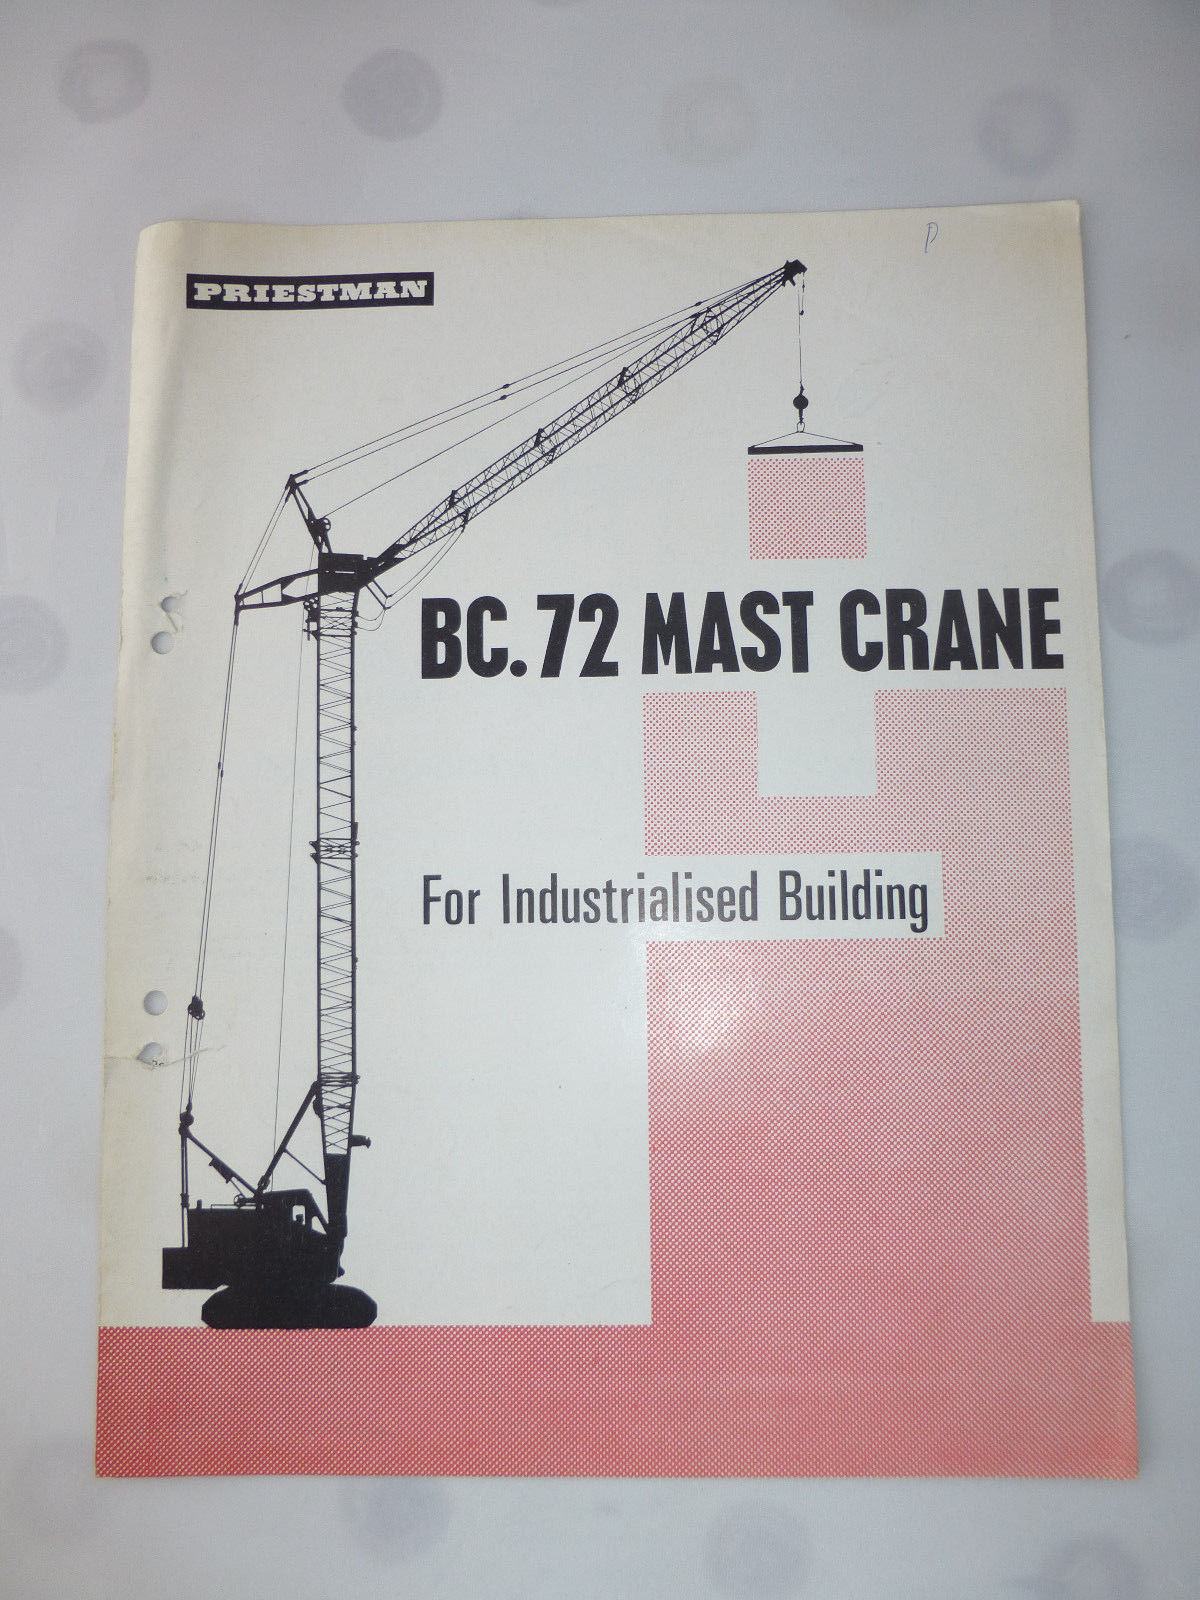 P
PRIESTMAN
BC.72 MAST CRANE
For Industrialised Building